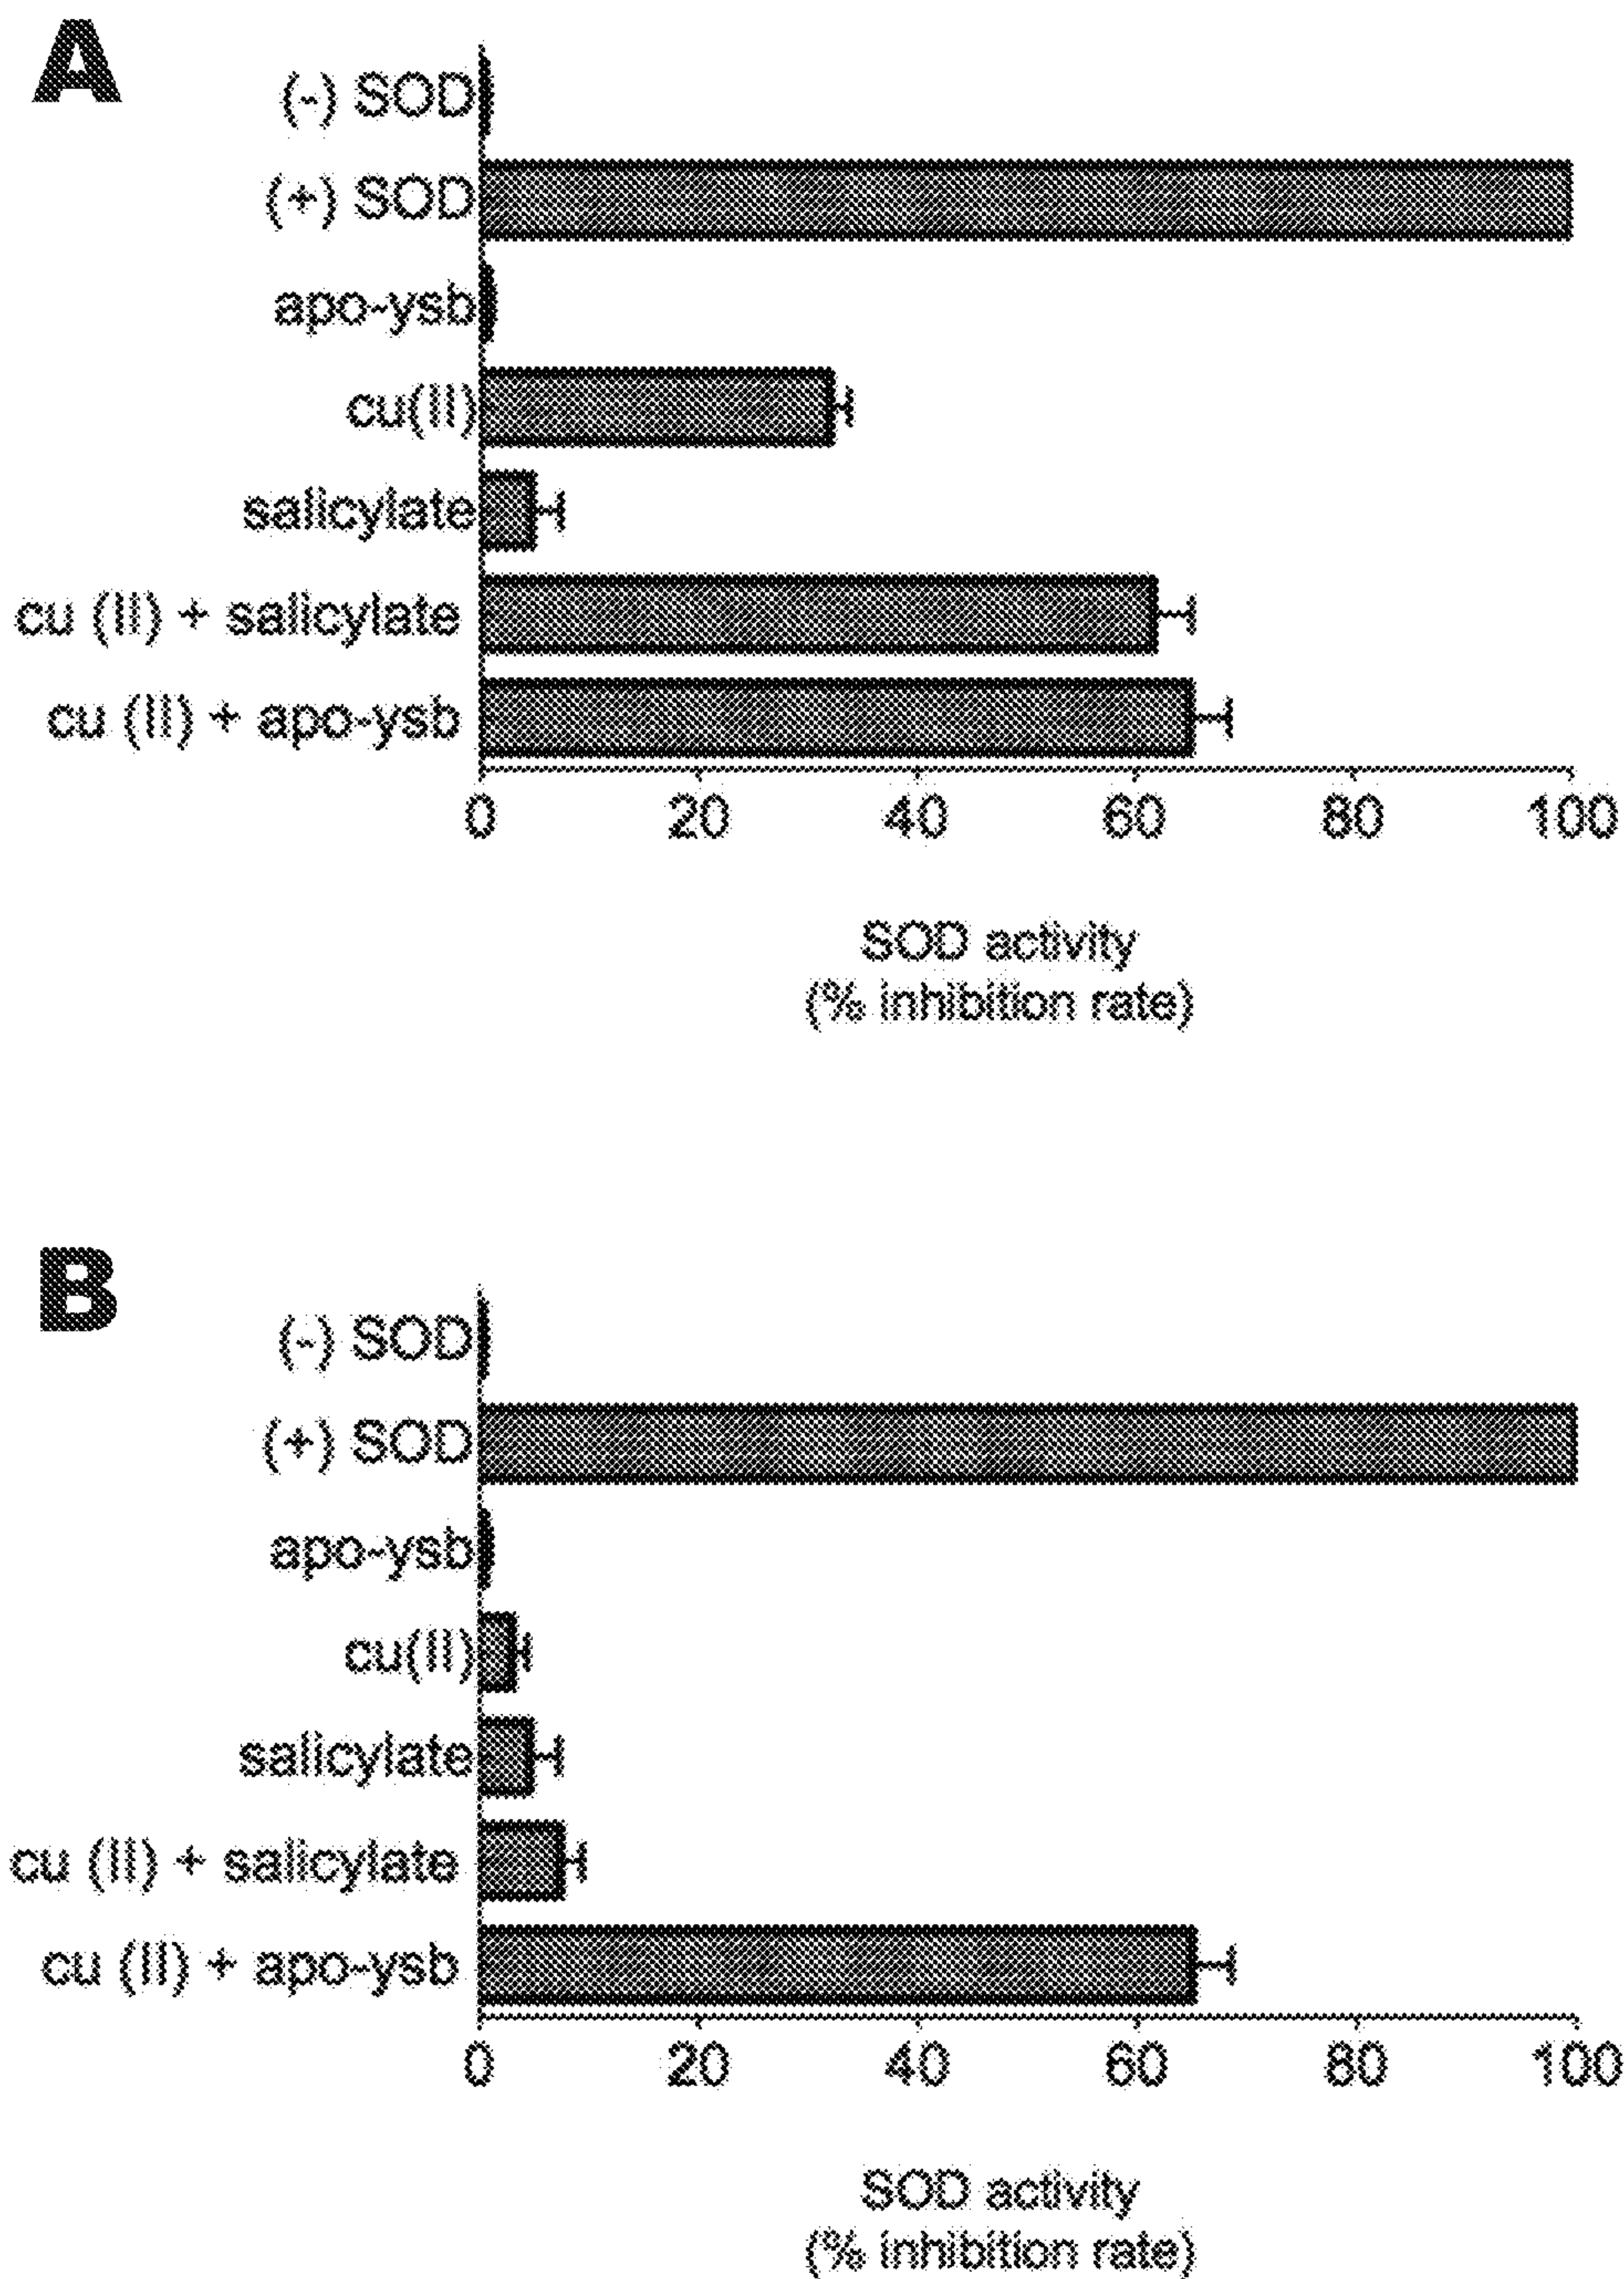 A
(-) SOD
(+) SOD
apo-ysb
cu(II)
salicylate
cu (II) + salicylate
cu (II) + apo-ysb
0 20 40 60 80 100
SOD activity
(% inhibition rate)
B
(-) SOD
(+) SOD
apo-ysb
cu(II)
salicylate
cu (II) + salicylate
cu (II) + apo-ysb
0 20 40 60 80 100
SOD activity
(% inhibition rate)